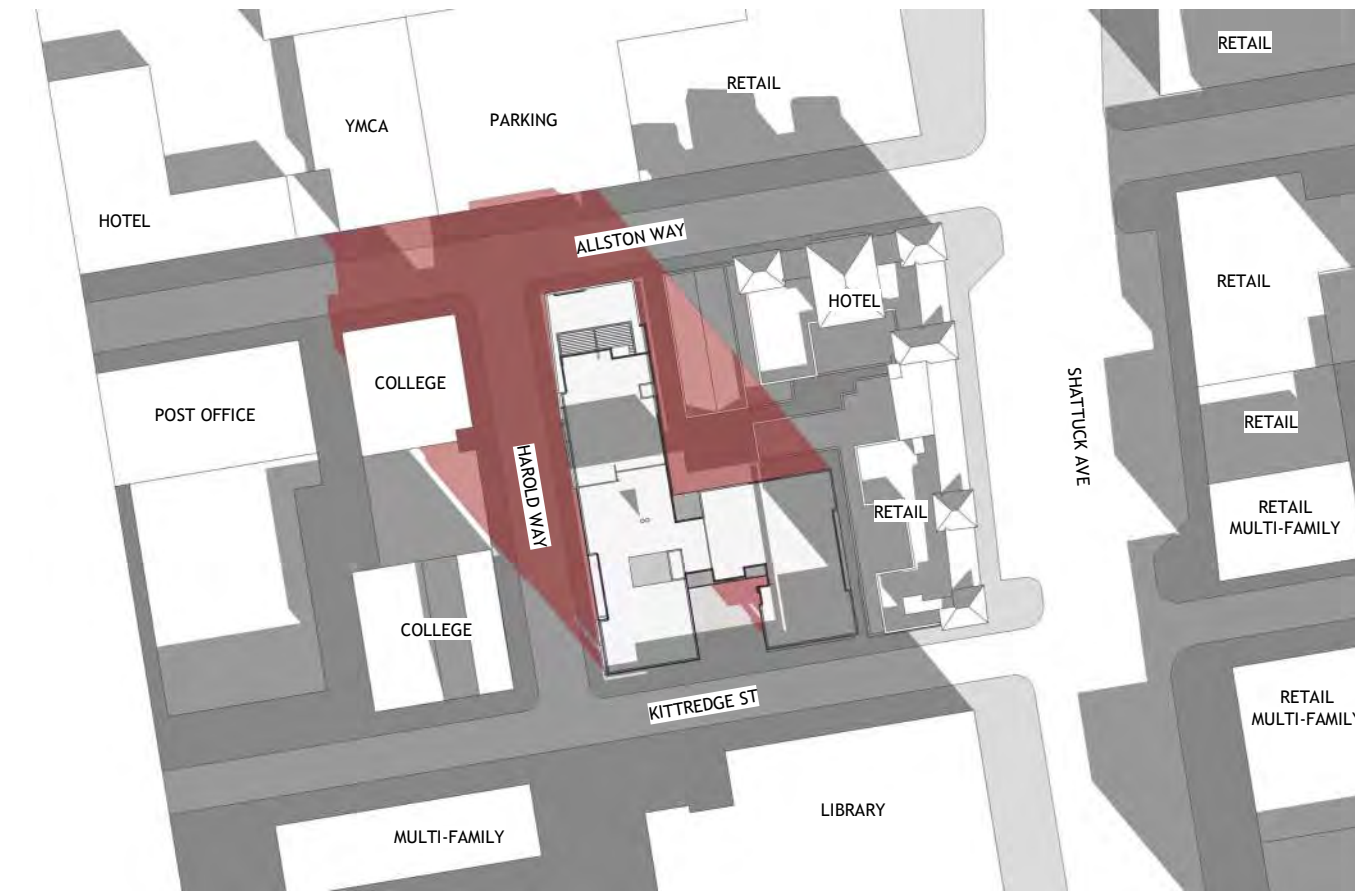 RETAIL
RETAIL
YMCA
PARKING
HOTEL
ALLSTON WAY
RETAIL
HOTEL
COLLEGE
POST OFFICE
SHATTUCK AVE
RETAIL
HAROLD WAY
RETAIL
RETAIL
MULTI-FAMILY
COLLEGE
KITTREDGE ST
RETAIL
MULTI-FAMILY
LIBRARY
MULTI-FAMILY